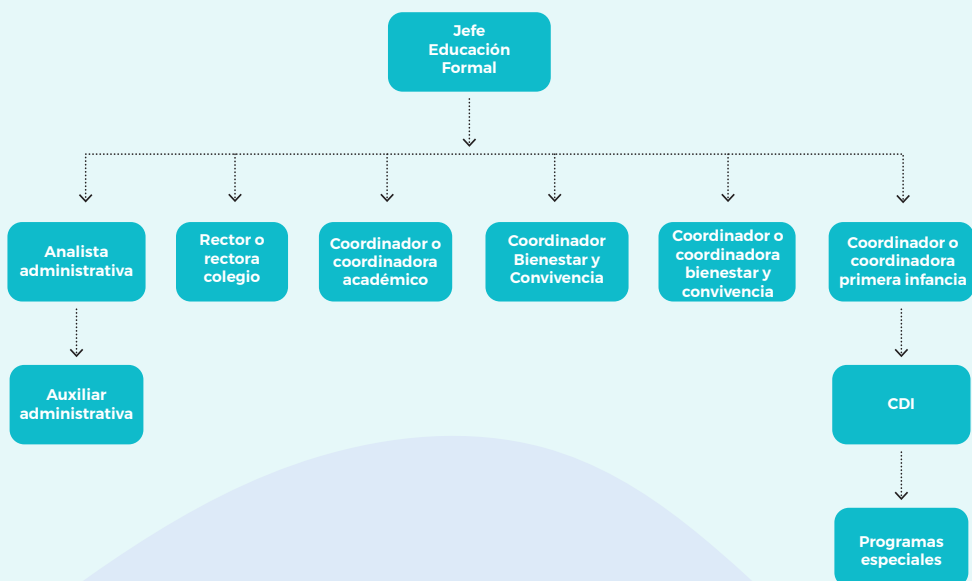 Jefe
Educación
Formal
Analista
administrativa
Rector o
rectora
colegio
Coordinador o
coordinadora
académico
Coordinador
Bienestar y
Convivencia
Coordinador o
coordinadora
bienestar y
convivencia
Coordinador o
coordinadora
primera infancia
Auxiliar
administrativa
CDI
Programas
especiales